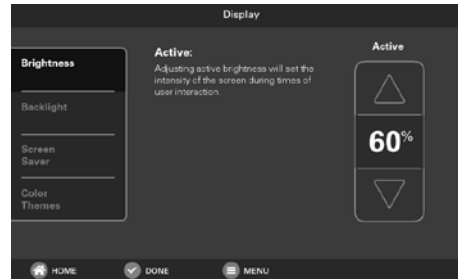 Display
Brightness
Backlight
Screen
Saver
Color
Themes
Active:
Adjusting active brightness will set the
intensity of the screen during times of
user interaction.
Active
60%
HOME
DONE
MENU